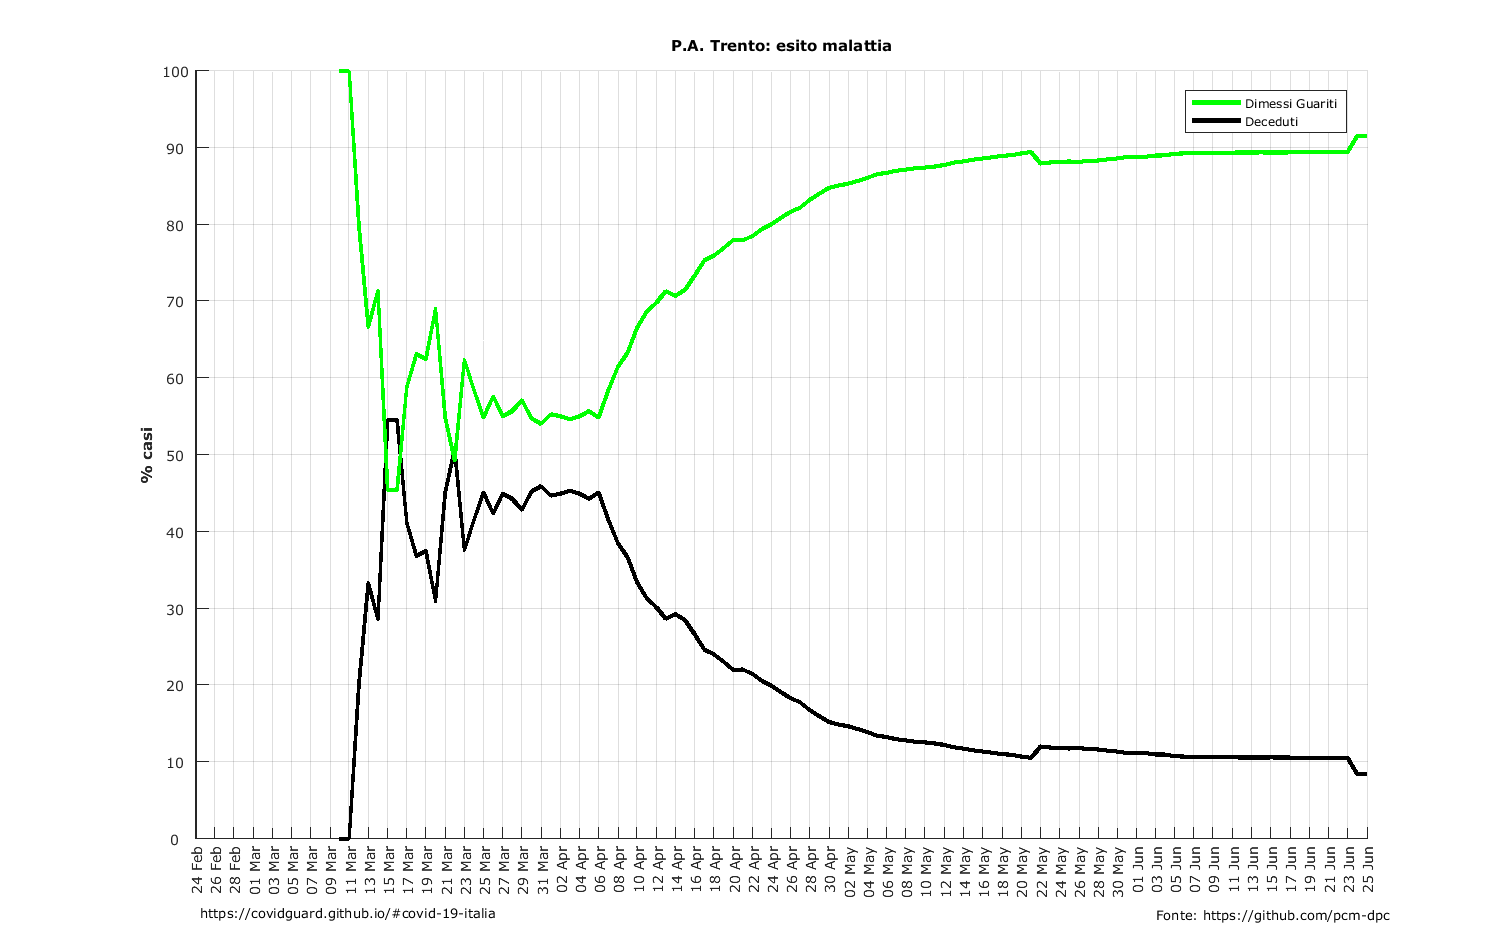 P.A. Trento: esito malattia
100
90
80
70
60
50
40
30
20
10
0
% casi
Dimessi Guariti
Deceduti
24 Feb
26 Feb
28 Feb
01 Mar
03 Mar
05 Mar
07 Mar
09 Mar
11 Mar
13 Mar
15 Mar
17 Mar
19 Mar
21 Mar
23 Mar
25 Mar
27 Mar
29 Mar
31 Mar
02 Apr
04 Apr
06 Apr
08 Apr
10 Apr
12 Apr
14 Apr
16 Apr
18 Apr
20 Apr
22 Apr
24 Apr
26 Apr
28 Apr
30 Apr
02 May
04 May
06 May
08 May
10 May
12 May
14 May
16 May
18 May
20 May
22 May
24 May
26 May
28 May
30 May
01 Jun
03 Jun
05 Jun
07 Jun
09 Jun
11 Jun
13 Jun
15 Jun
17 Jun
19 Jun
21 Jun
23 Jun
25 Jun
https://covidguard.github.io/#covid-19-italia
Fonte: https://github.com/pcm-dpc